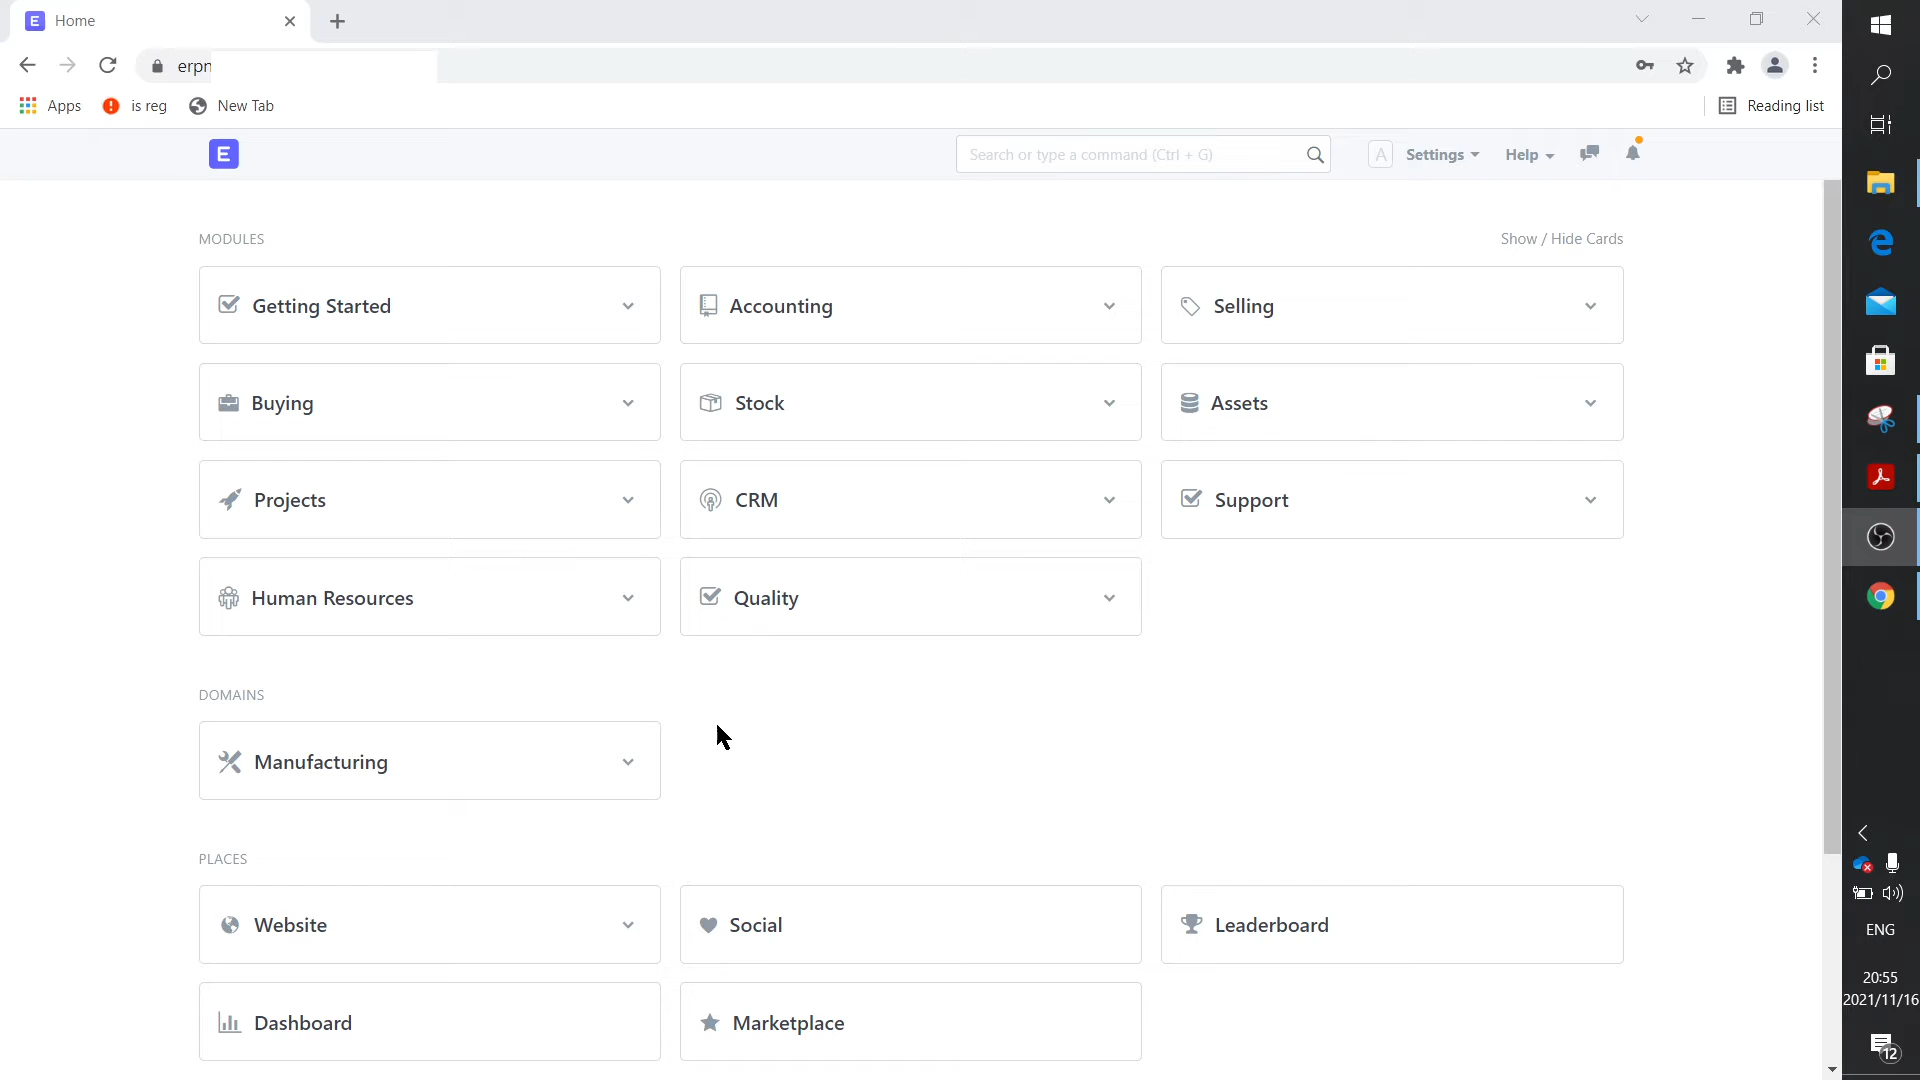 E Home
erpn
Apps is reg New Tab Reading list
E Search or type a command (Ctrl + G) A Settings Help
MODULES Show / Hide Cards
Getting Started Accounting Selling
Buying Stock Assets
Projects CRM Support
Human Resources Quality
DOMAINS
Manufacturing
PLACES
Website Social Leaderboard
Dashboard Marketplace
ENG
20:55
2021/11/16
12